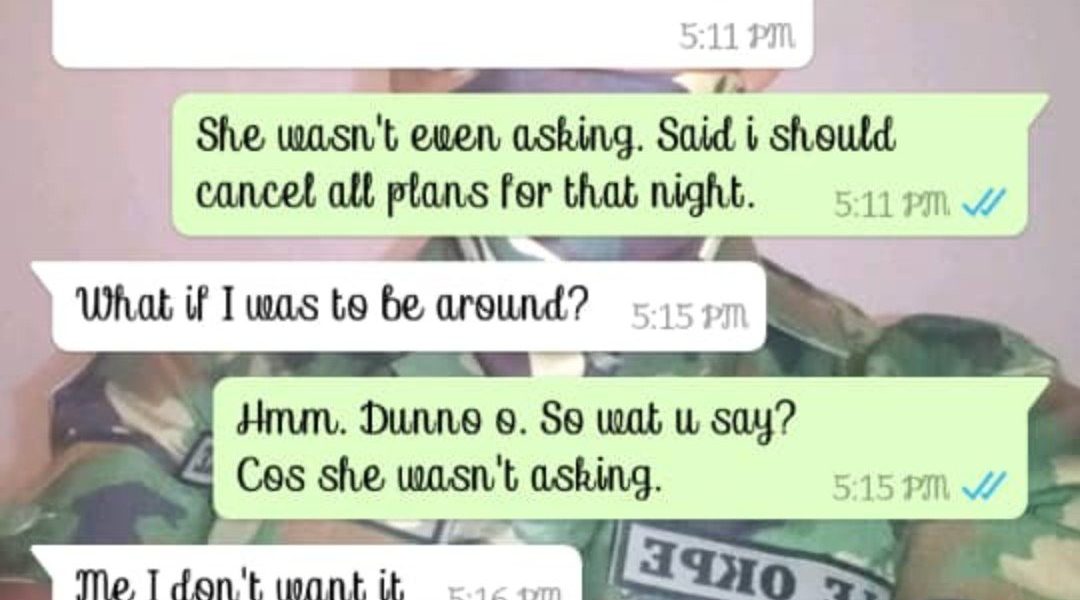 5:11 PM
She wasn't even asking. Said i should
cancel all plans for that night.
5:11 PM
What if I was to be around?
5:15 PM
Hmm. Dunno o. So wat u say?
Cos she wasn't asking.
5:15 PM
Me I don't want it
5:16 PM
E OKPE